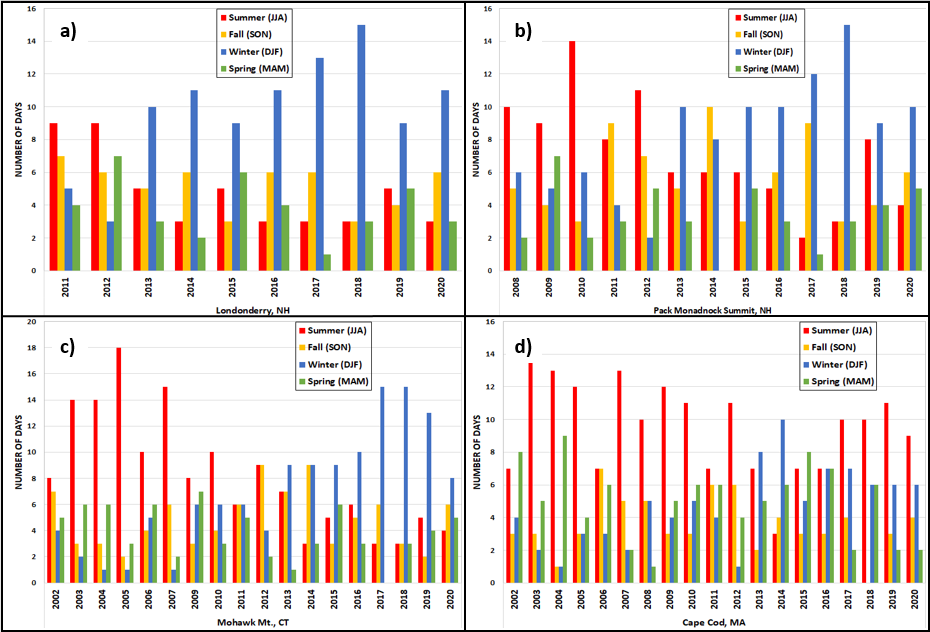 a)
NUMBER OF DAYS
16
14
12
10
8
6
4
2
0
Summer (JJA)
Fall (SON)
Winter (DJF)
Spring (MAM)
2011 2012 2013 2014 2015 2016 2017 2018 2019 2020
Londonderry, NH
b)
NUMBER OF DAYS
16
14
12
10
8
6
4
2
0
Summer (JJA)
Fall (SON)
Winter (DJF)
Spring (MAM)
2008 2009 2010 2011 2012 2013 2014 2015 2016 2017 2018 2019 2020
Pack Monadnock Summit, NH
c)
NUMBER OF DAYS
20
18
16
14
12
10
8
6
4
2
0
Summer (JJA)
Fall (SON)
Winter (DJF)
Spring (MAM)
2002 2003 2004 2005 2006 2007 2009 2010 2011 2012 2013 2014 2015 2016 2017 2018 2019 2020
Mohawk Mt., CT
d)
NUMBER OF DAYS
16
14
12
10
8
6
4
2
0
Summer (JJA)
Fall (SON)
Winter (DJF)
Spring (MAM)
2002 2003 2004 2005 2006 2007 2008 2009 2010 2011 2012 2013 2014 2015 2016 2017 2018 2019 2020
Cape Cod, MA